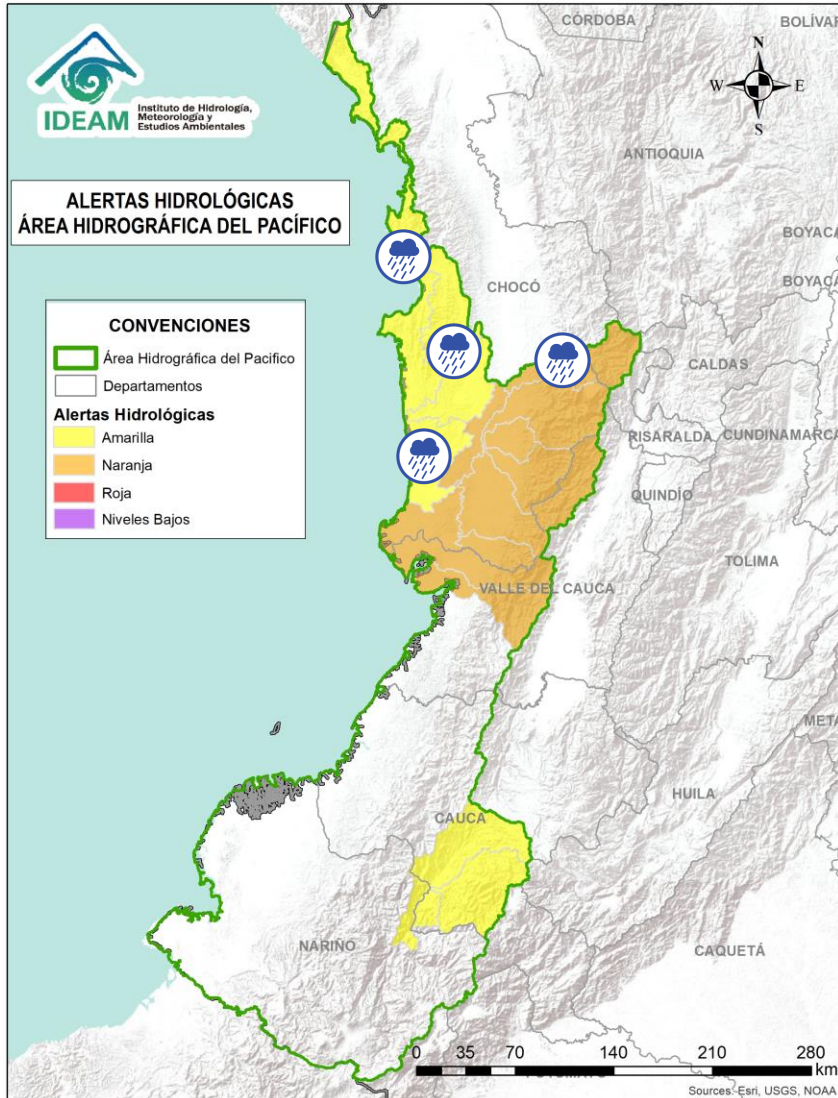 CÓRDOBA
BOLÍVAR
IDEAM
Instituto de Hidrología,
Meteorología y
Estudios Ambientales
N
W
E
S
ANTIOQUIA
ALERTAS HIDROLÓGICAS
ÁREA HIDROGRÁFICA DEL PACÍFICO
BOYACÁ
BOYACÁ
CHOCÓ
CONVENCIONES
Área Hidrográfica del Pacifico
Departamentos
Alertas Hidrológicas
Amarilla
Naranja
Roja
Niveles Bajos
CALDAS
RISARALDA
CUNDINAMARCA
QUINDÍO
TOLIMA
VALLE DEL CAUCA
META
HUILA
CAUCA
NARIÑO
CAQUETÁ
0 35 70 140 210 280
km
Sources: Esri, USGS, NOAA